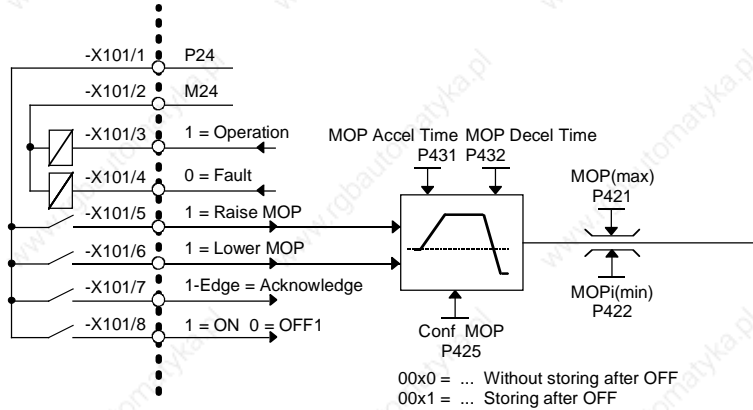 -X101/1 P24
-X101/2 M24
-X101/3 1 = Operation
-X101/4 0 = Fault
-X101/5 1 = Raise MOP
-X101/6 1 = Lower MOP
-X101/7 1-Edge = Acknowledge
-X101/8 1 = ON 0 = OFF1
MOP Accel Time MOP Decel Time
P431 P432
MOP(max)
P421
MOPi(min)
P422
Conf MOP
P425
00x0 = ... Without storing after OFF
00x1 = ... Storing after OFF
www.rgbautomatyka.pl